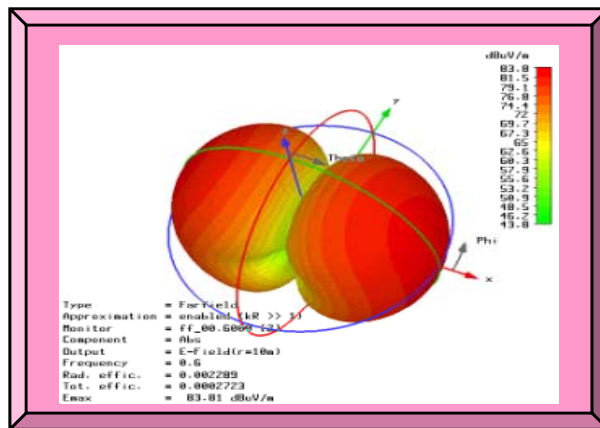 dBuV/m
83.8
81.5
79.1
76.8
74.4
72
69.7
67.3
65
62.6
60.3
57.9
55.6
53.2
50.9
48.5
46.2
43.8
y
z
Theta
Phi
x
Type = Farfield
Approximation = enabled (kR >> 1)
Monitor = ff_00.6000 [2]
Component = Abs
Output = E-Field(r=10m)
Frequency = 0.6
Rad. effic. = 0.002289
Tot. effic. = 0.0002723
Emax = 83.81 dBuV/m